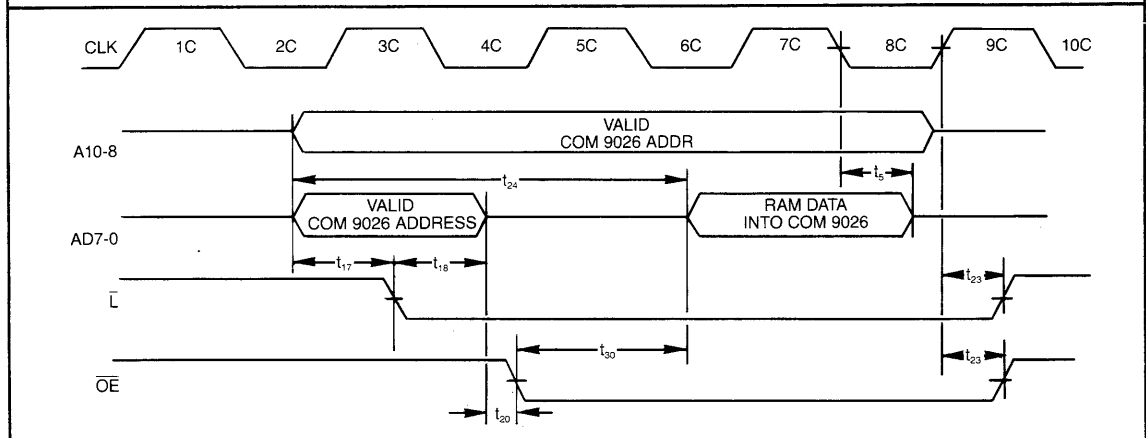 CLK 1C 2C 3C 4C 5C 6C 7C 8C 9C 10C
A10-8 VALID
COM 9026 ADDR
t24 t5
AD7-0 VALID
COM 9026 ADDRESS
RAM DATA
INTO COM 9026
t17 t18 t23
L
t30 t23
OE
t20